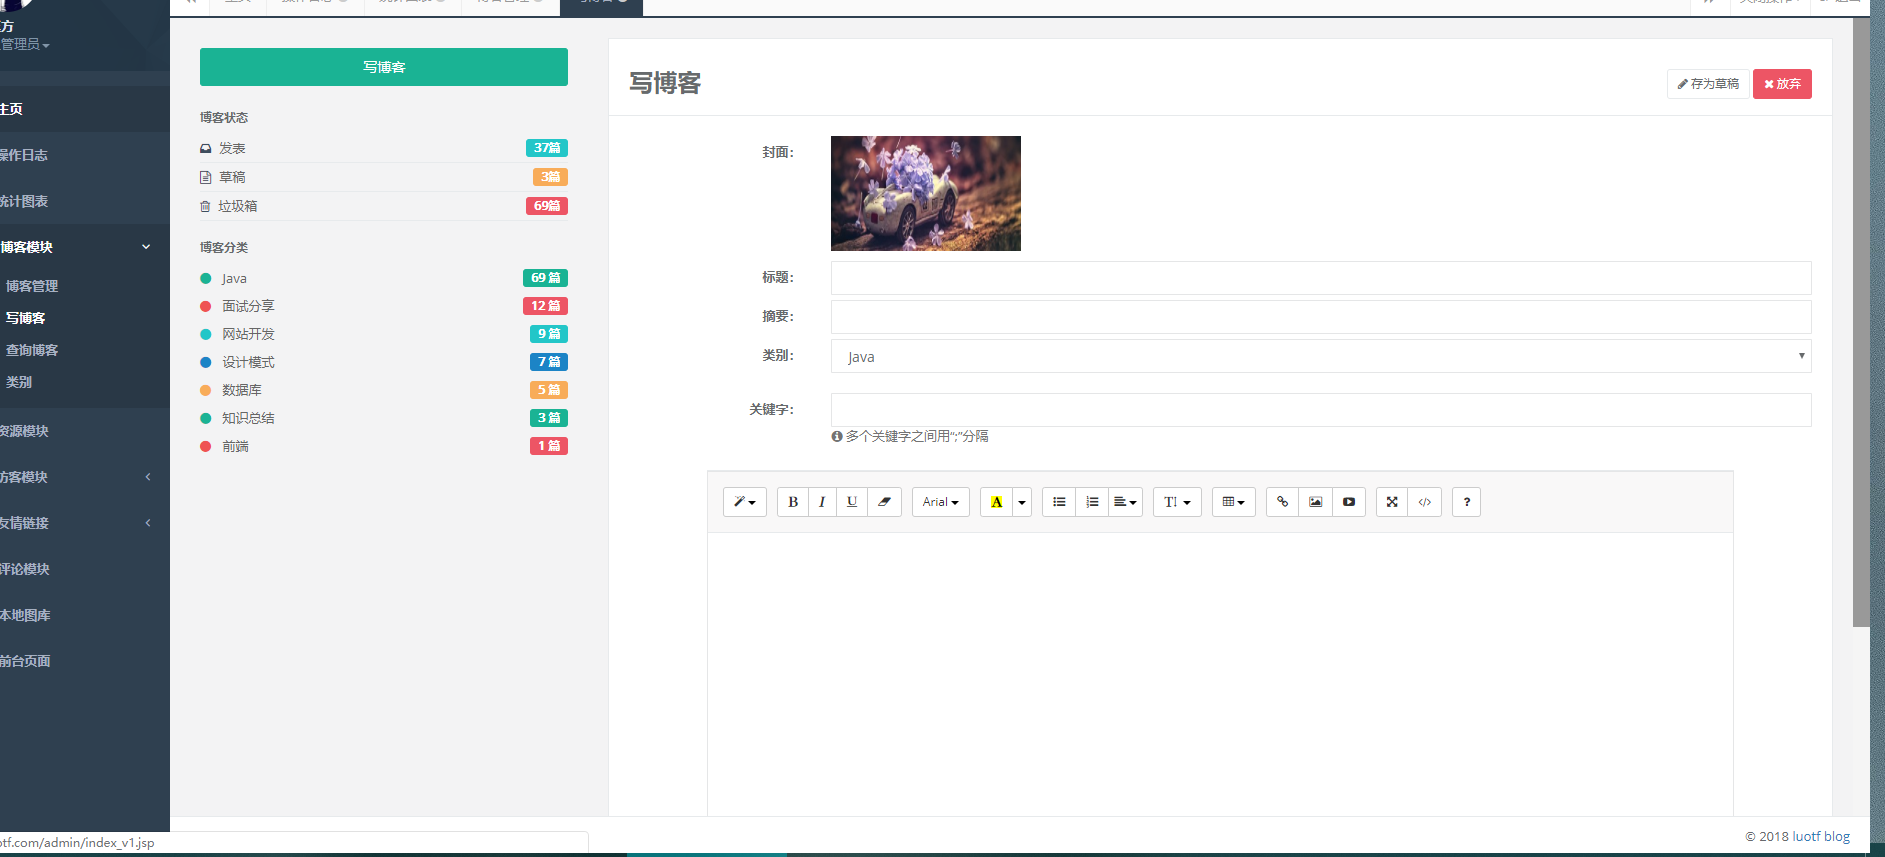 方
管理员
主页
操作日志
统计图表
博客模块
博客管理
写博客
查询博客
类别
资源模块
访客模块
友情链接
评论模块
本地图库
前台页面
otf.com/admin/index_v1.jsp
写博客
博客状态
发表 37篇
草稿 3篇
垃圾箱 69篇
博客分类
Java 69 篇
面试分享 12 篇
网站开发 9 篇
设计模式 7 篇
数据库 5 篇
知识总结 3 篇
前端 1 篇
写博客
存为草稿 放弃
封面：
标题：
摘要：
类别： Java
关键字：
多个关键字之间用";"分隔
B I U Arial A T! </> ?
© 2018 luotf blog